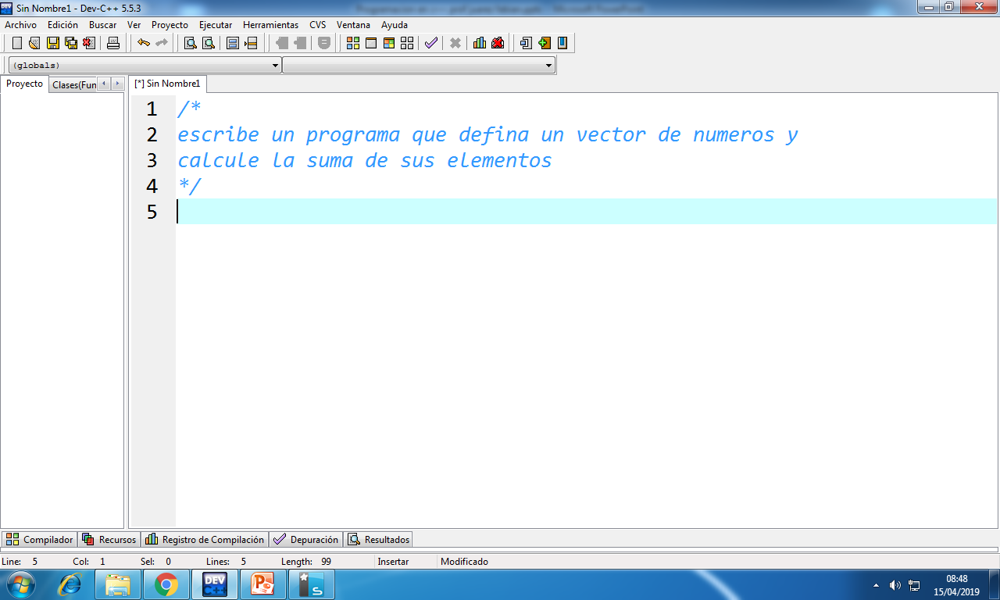 Sin Nombre1 - Dev-C++ 5.5.3
Archivo Edición Buscar Ver Proyecto Ejecutar Herramientas CVS Ventana Ayuda
(globals)
Proyecto Clases(Fun [*] Sin Nombre1
1 /*
2 escribe un programa que defina un vector de numeros y
3 calcule la suma de sus elementos
4 */
5
Compilador Recursos Registro de Compilación Depuración Resultados
Line: 5 Col: 1 Sel: 0 Lines: 5 Length: 99 Insertar Modificado
DEV C++ P S
08:48
15/04/2019